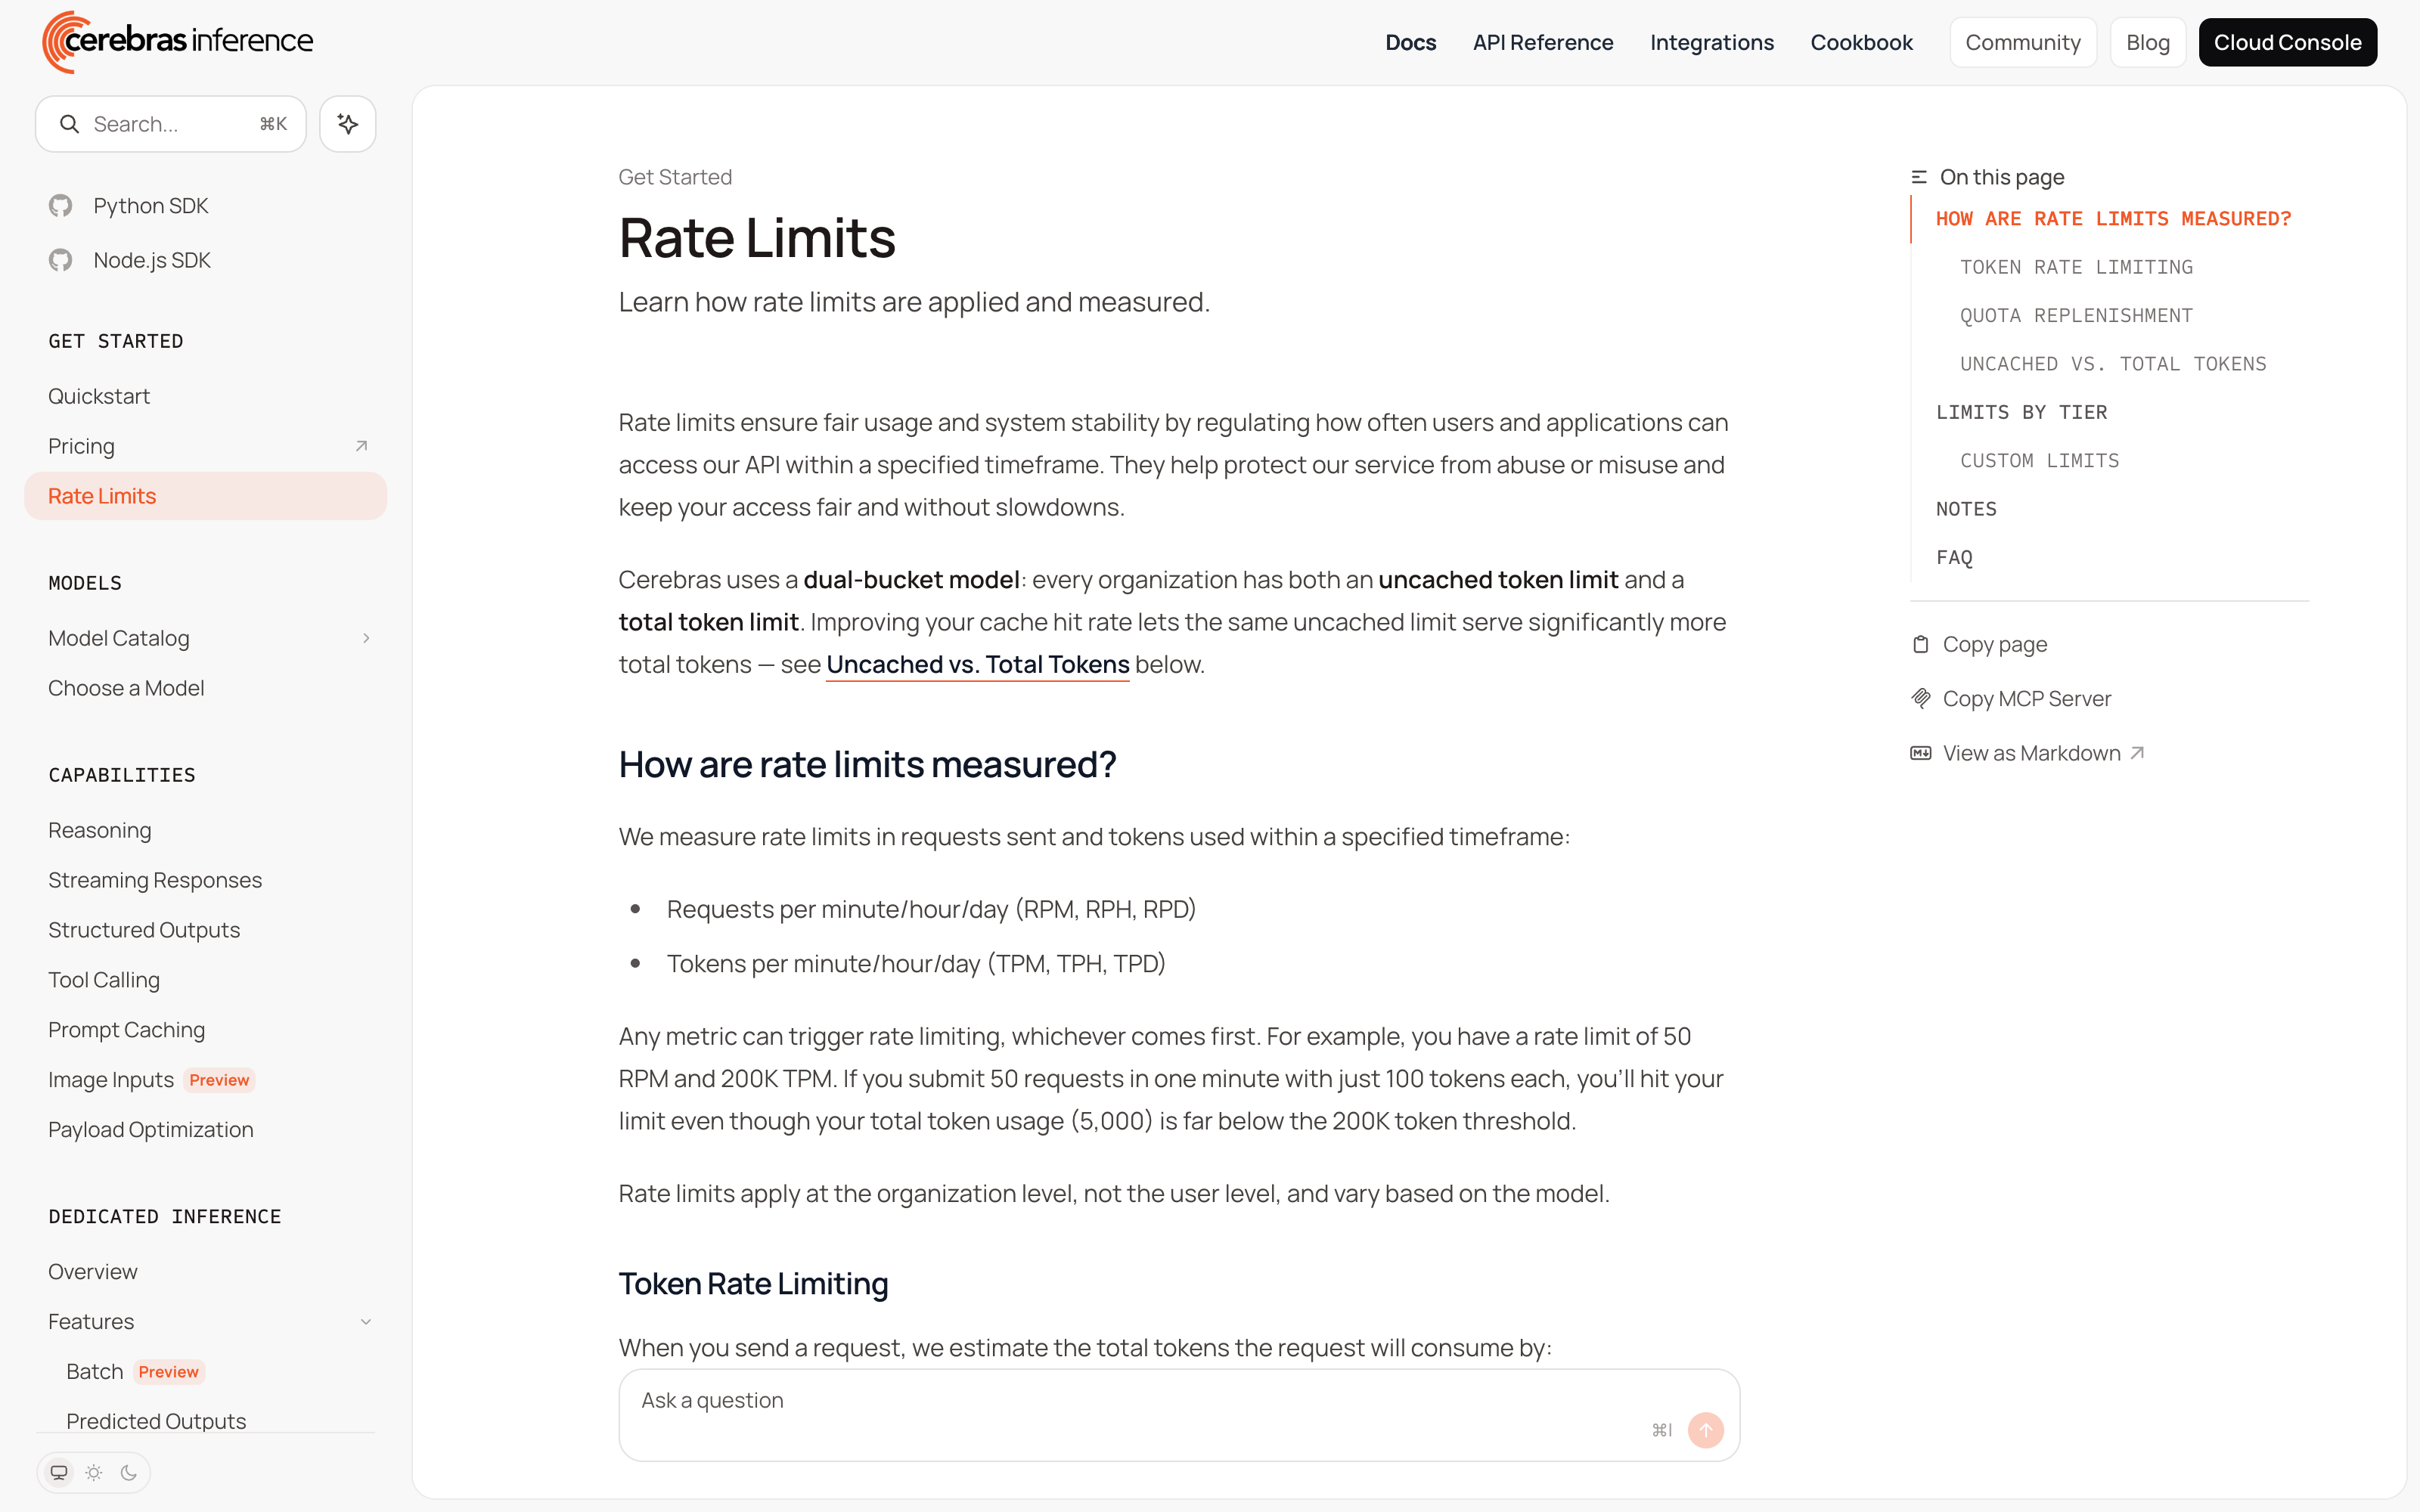 cerebras inference
Docs
API Reference
Integrations
Cookbook
Community
Blog
Cloud Console
Search...
⌘K
Python SDK
Node.js SDK
GET STARTED
Quickstart
Pricing
Rate Limits
MODELS
Model Catalog
Choose a Model
CAPABILITIES
Reasoning
Streaming Responses
Structured Outputs
Tool Calling
Prompt Caching
Image Inputs Preview
Payload Optimization
DEDICATED INFERENCE
Overview
Features
Batch Preview
Predicted Outputs
Get Started
Rate Limits
Learn how rate limits are applied and measured.
Rate limits ensure fair usage and system stability by regulating how often users and applications can
access our API within a specified timeframe. They help protect our service from abuse or misuse and
keep your access fair and without slowdowns.
Cerebras uses a dual-bucket model: every organization has both an uncached token limit and a
total token limit. Improving your cache hit rate lets the same uncached limit serve significantly more
total tokens — see Uncached vs. Total Tokens below.
How are rate limits measured?
We measure rate limits in requests sent and tokens used within a specified timeframe:
• Requests per minute/hour/day (RPM, RPH, RPD)
• Tokens per minute/hour/day (TPM, TPH, TPD)
Any metric can trigger rate limiting, whichever comes first. For example, you have a rate limit of 50
RPM and 200K TPM. If you submit 50 requests in one minute with just 100 tokens each, you’ll hit your
limit even though your total token usage (5,000) is far below the 200K token threshold.
Rate limits apply at the organization level, not the user level, and vary based on the model.
Token Rate Limiting
When you send a request, we estimate the total tokens the request will consume by:
Ask a question
⌘I
On this page
HOW ARE RATE LIMITS MEASURED?
TOKEN RATE LIMITING
QUOTA REPLENISHMENT
UNCACHED VS. TOTAL TOKENS
LIMITS BY TIER
CUSTOM LIMITS
NOTES
FAQ
Copy page
Copy MCP Server
View as Markdown